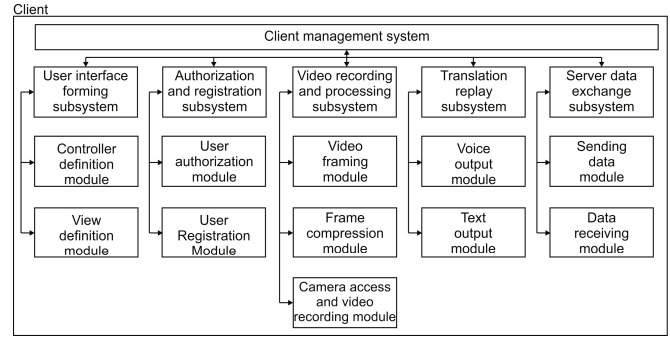 Client
Client management system
User interface
forming
subsystem
Authorization
and registration
subsystem
Video recording
and processing
subsystem
Translation
replay
subsystem
Server data
exchange
subsystem
Controller
definition
module
User
authorization
module
Video
framing
module
Voice
output
module
Sending
data
module
View
definition
module
User
Registration
Module
Frame
compression
module
Text
output
module
Data
receiving
module
Camera access
and video
recording module